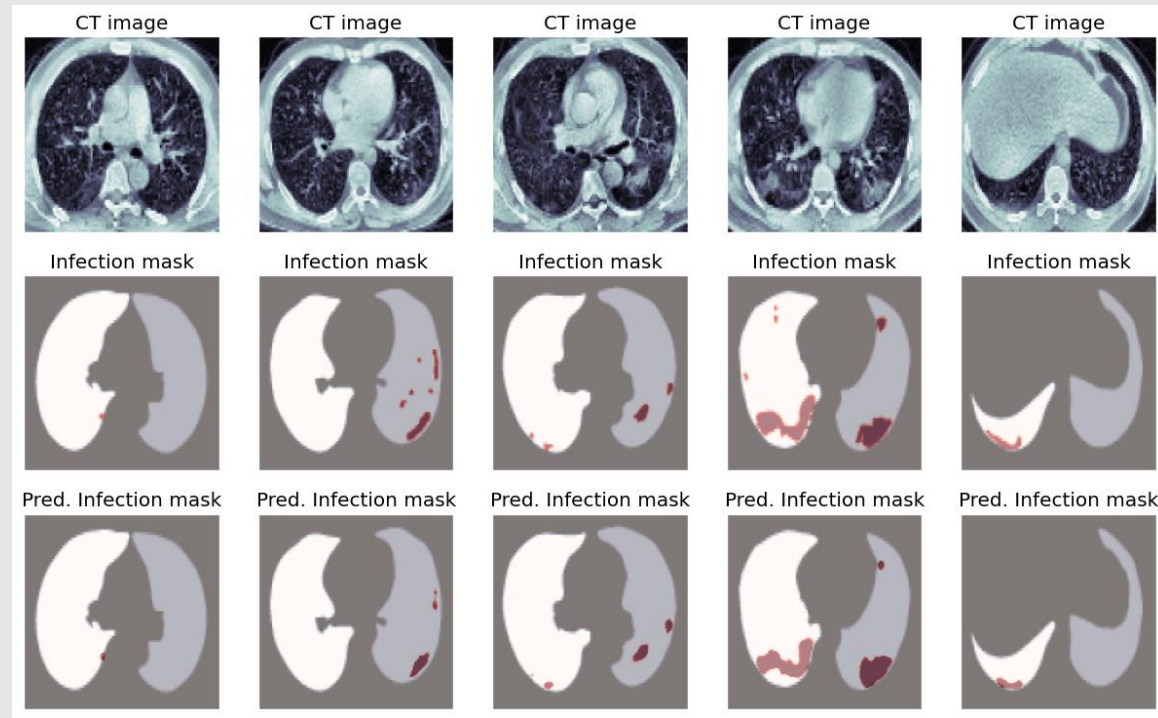 CT image CT image CT image CT image CT image
Infection mask Infection mask Infection mask Infection mask Infection mask
Pred. Infection mask Pred. Infection mask Pred. Infection mask Pred. Infection mask Pred. Infection mask